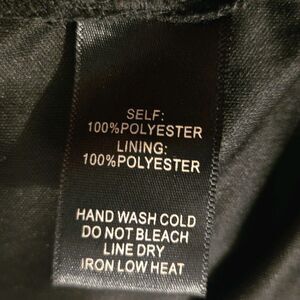 SELF:
100%POLYESTER
LINING:
100%POLYESTER
HAND WASH COLD
DO NOT BLEACH
LINE DRY
IRON LOW HEAT